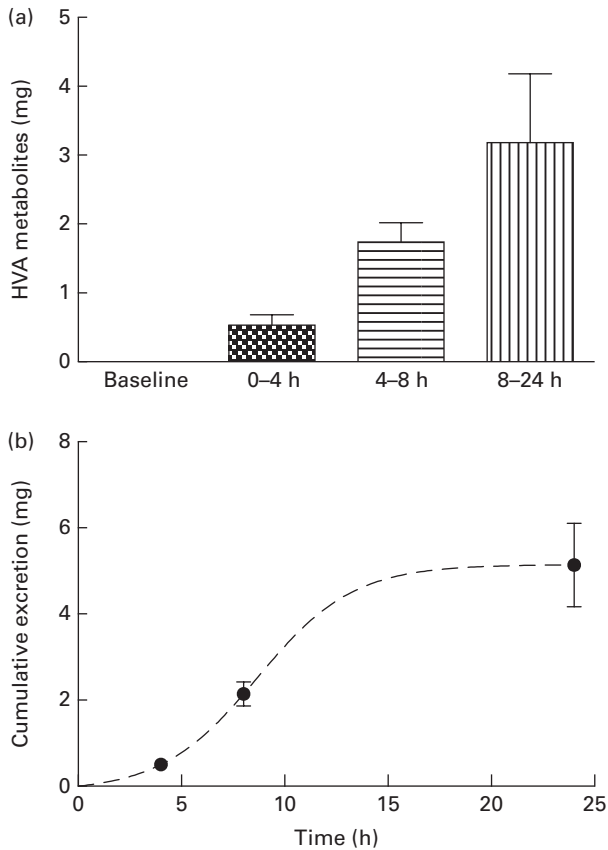 (a)
HVA metabolites (mg)
5
4
3
2
1
0
Baseline 0–4 h 4–8 h 8–24 h
(b)
Cumulative excretion (mg)
8
6
4
2
0
0 5 10 15 20 25
Time (h)